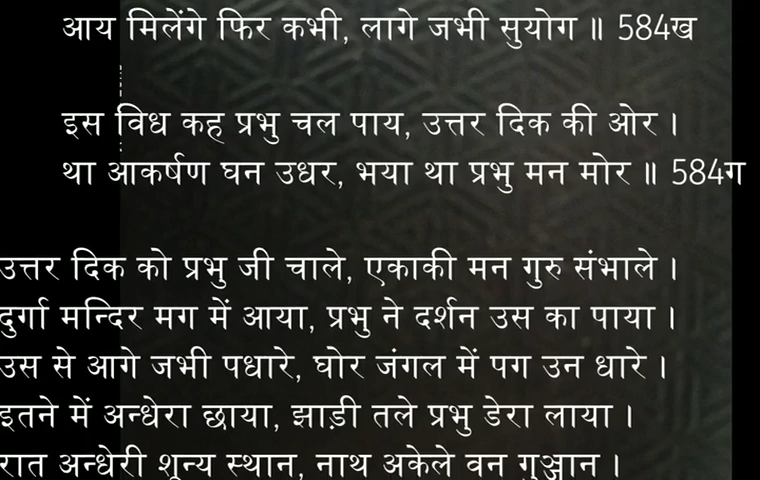 आय मिलेंगे फिर कभी, लागे जभी सुयोग ॥ 584ख
इस विध कह प्रभु चल पाय, उत्तर दिक की ओर ।
था आकर्षण घन उधर, भया था प्रभु मन मोर ॥ 584ग
उत्तर दिक को प्रभु जी चाले, एकाकी मन गुरु संभाले ।
दुर्गा मन्दिर मग में आया, प्रभु ने दर्शन उस का पाया ।
उस से आगे जभी पधारे, घोर जंगल में पग उन धारे ।
इतने में अन्धेरा छाया, झाड़ी तले प्रभु डेरा लाया ।
रात अन्धेरी शून्य स्थान, नाथ अकेले वन गुञ्जान ।